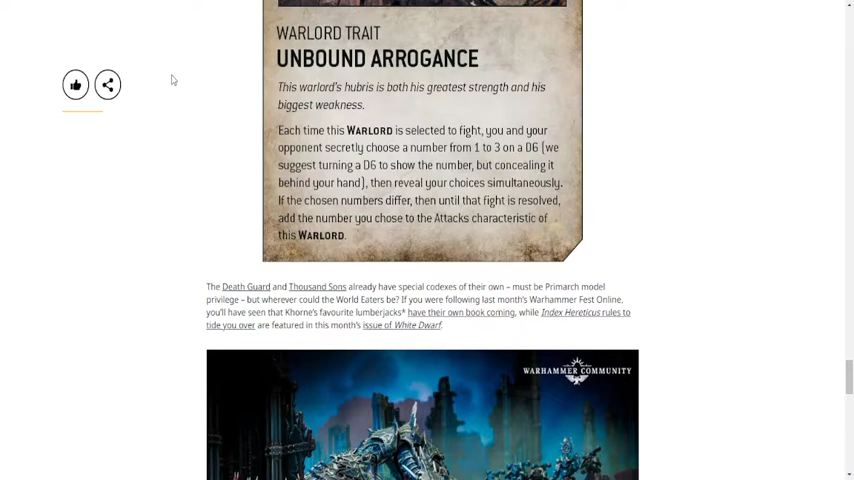 WARLORD TRAIT
UNBOUND ARROGANCE
This warlord's hubris is both his greatest strength and his
biggest weakness.
Each time this WARLORD is selected to fight, you and your
opponent secretly choose a number from 1 to 3 on a D6 (we
suggest turning a D6 to show the number, but concealing it
behind your hand), then reveal your choices simultaneously.
If the chosen numbers differ, then until that fight is resolved,
add the number you chose to the Attacks characteristic of
this WARLORD.
The Death Guard and Thousand Sons already have special codexes of their own – must be Primarch model
privilege – but wherever could the World Eaters be? If you were following last month's Warhammer Fest Online,
you'll have seen that Khorne's favourite lumberjacks* have their own book coming, while Index Hereticus rules to
tide you over are featured in this month's issue of White Dwarf.
WARHAMMER COMMUNITY